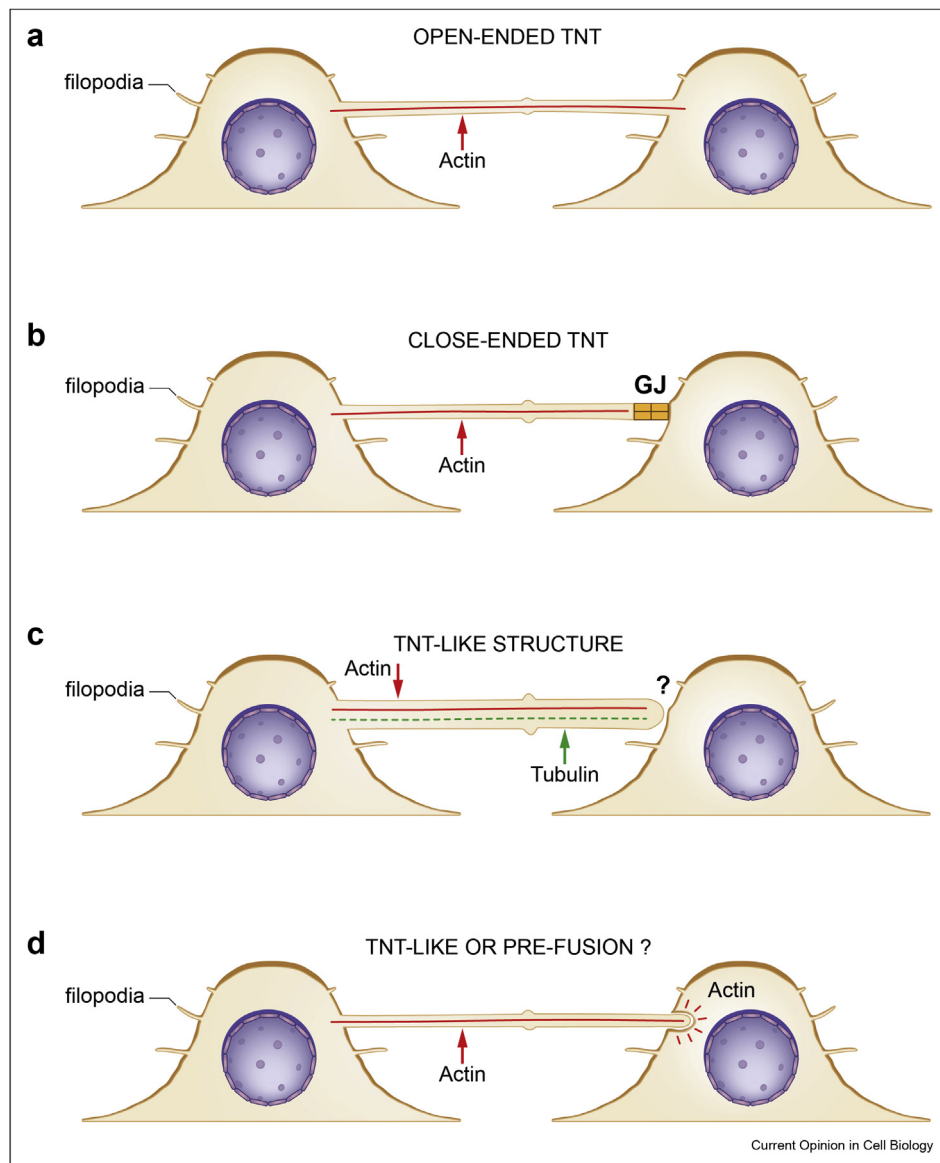 a
OPEN-ENDED TNT
filopodia
Actin
b
CLOSE-ENDED TNT
filopodia
GJ
Actin
c
TNT-LIKE STRUCTURE
Actin
filopodia
?
Tubulin
d
TNT-LIKE OR PRE-FUSION ?
filopodia
Actin
Actin
Current Opinion in Cell Biology